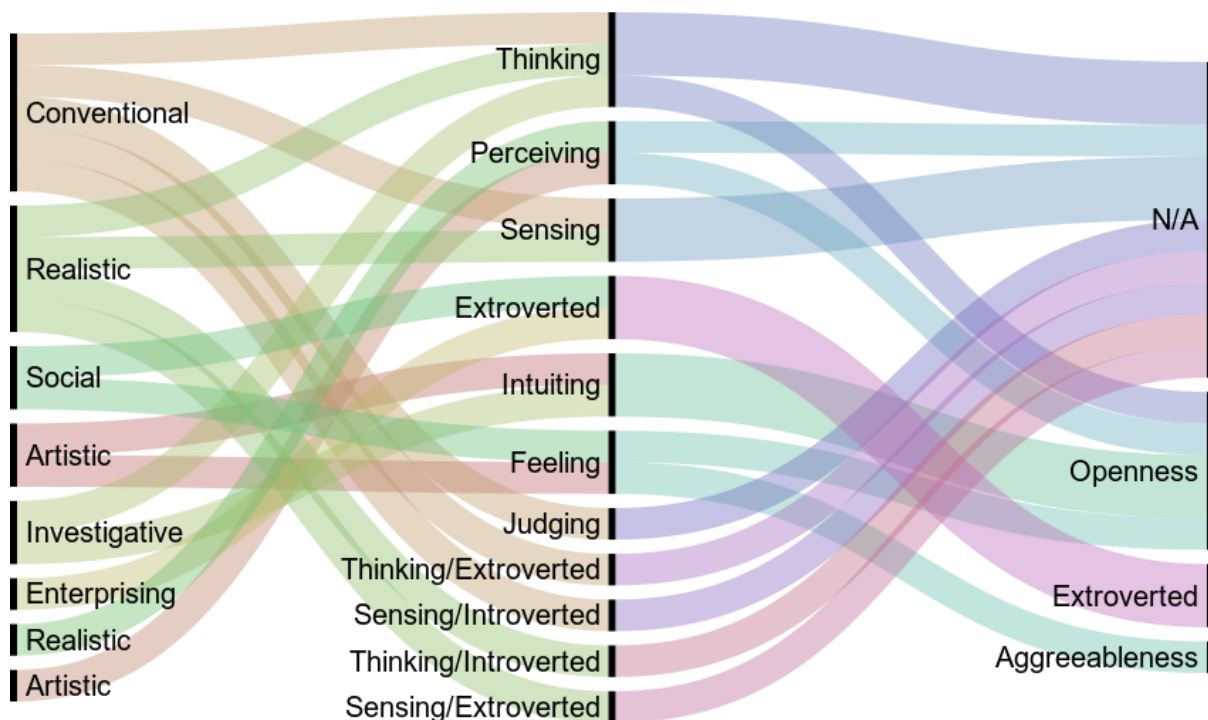 Conventional
Realistic
Social
Artistic
Investigative
Enterprising
Realistic
Artistic
Thinking
Perceiving
Sensing
Extroverted
Intuiting
Feeling
Judging
Thinking/Extroverted
Sensing/Introverted
Thinking/Introverted
Sensing/Extroverted
N/A
Openness
Extroverted
Aggreeableness